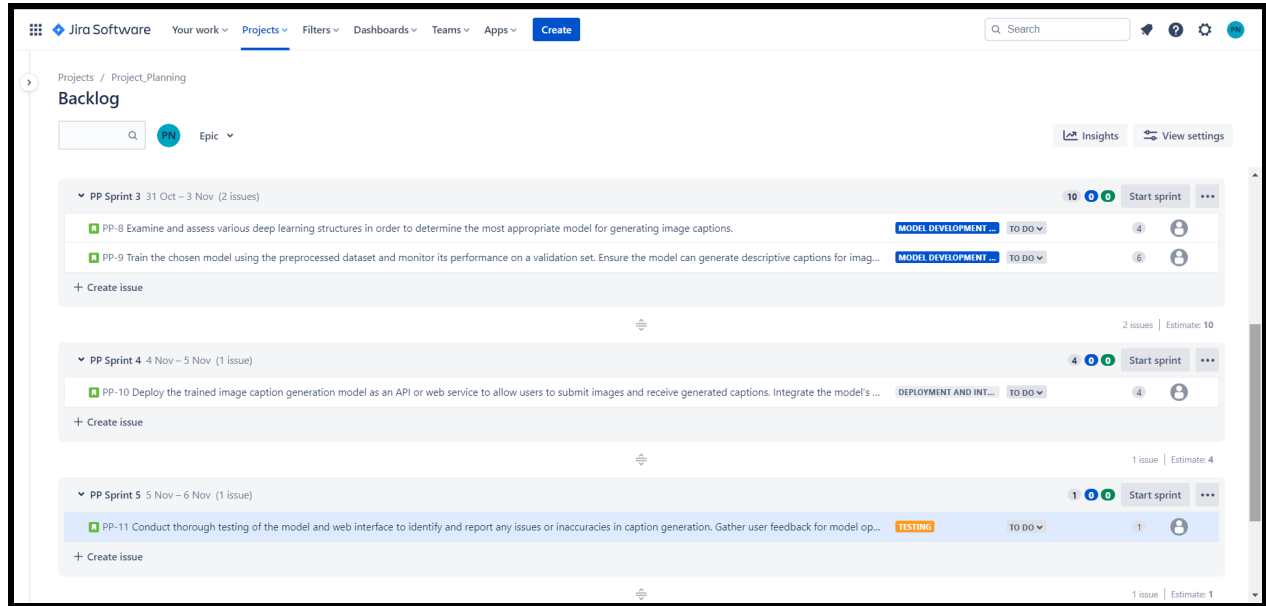 Jira Software Your work Projects Filters Dashboards Teams Apps Create Search PN
Projects / Project_Planning
Backlog
PN Epic Insights View settings
PP Sprint 3 31 Oct – 3 Nov (2 issues) 10 0 0 Start sprint
PP-8 Examine and assess various deep learning structures in order to determine the most appropriate model for generating image captions. MODEL DEVELOPMENT ... TO DO 4
PP-9 Train the chosen model using the preprocessed dataset and monitor its performance on a validation set. Ensure the model can generate descriptive captions for imag... MODEL DEVELOPMENT ... TO DO 6
+ Create issue
2 issues | Estimate: 10
PP Sprint 4 4 Nov – 5 Nov (1 issue) 4 0 0 Start sprint
PP-10 Deploy the trained image caption generation model as an API or web service to allow users to submit images and receive generated captions. Integrate the model's ... DEPLOYMENT AND INT... TO DO 4
+ Create issue
1 issue | Estimate: 4
PP Sprint 5 5 Nov – 6 Nov (1 issue) 1 0 0 Start sprint
PP-11 Conduct thorough testing of the model and web interface to identify and report any issues or inaccuracies in caption generation. Gather user feedback for model op... TESTING TO DO 1
+ Create issue
1 issue | Estimate: 1